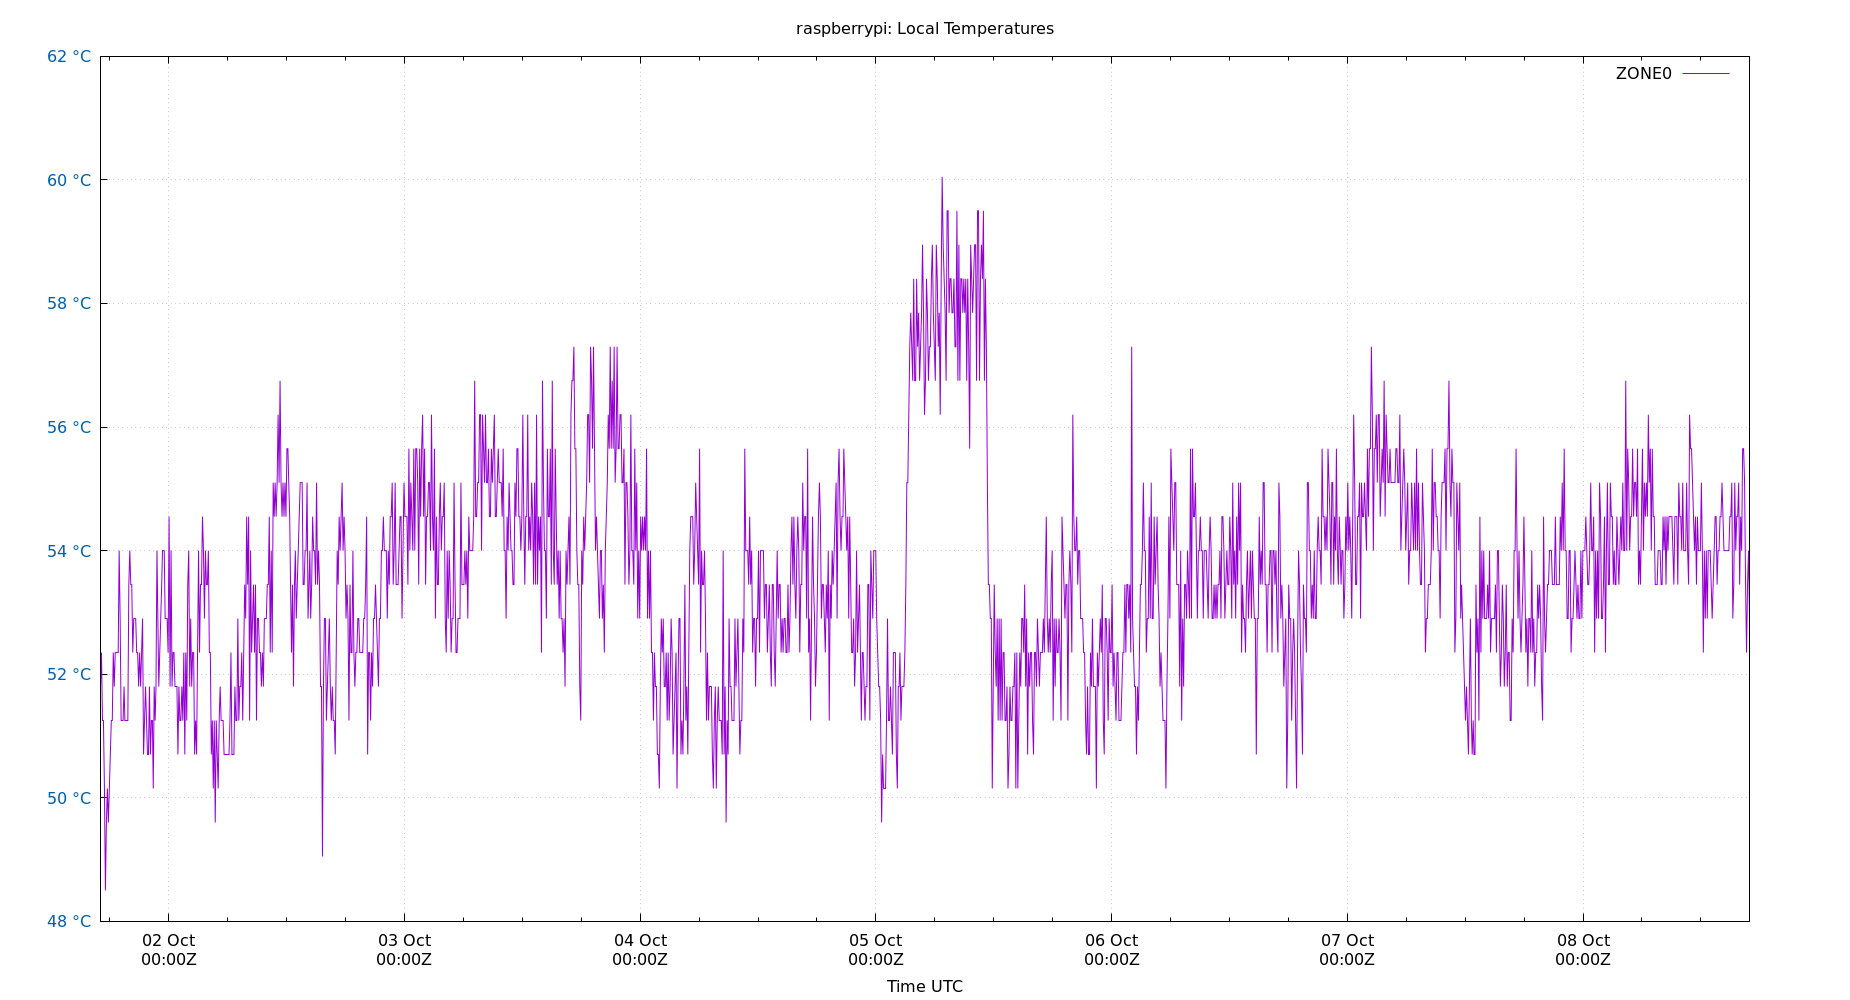 raspberrypi: Local Temperatures
62 °C
ZONE0
60 °C
58 °C
56 °C
54 °C
52 °C
50 °C
48 °C
02 Oct 03 Oct 04 Oct 05 Oct 06 Oct 07 Oct 08 Oct
00:00Z 00:00Z 00:00Z 00:00Z 00:00Z 00:00Z 00:00Z
Time UTC